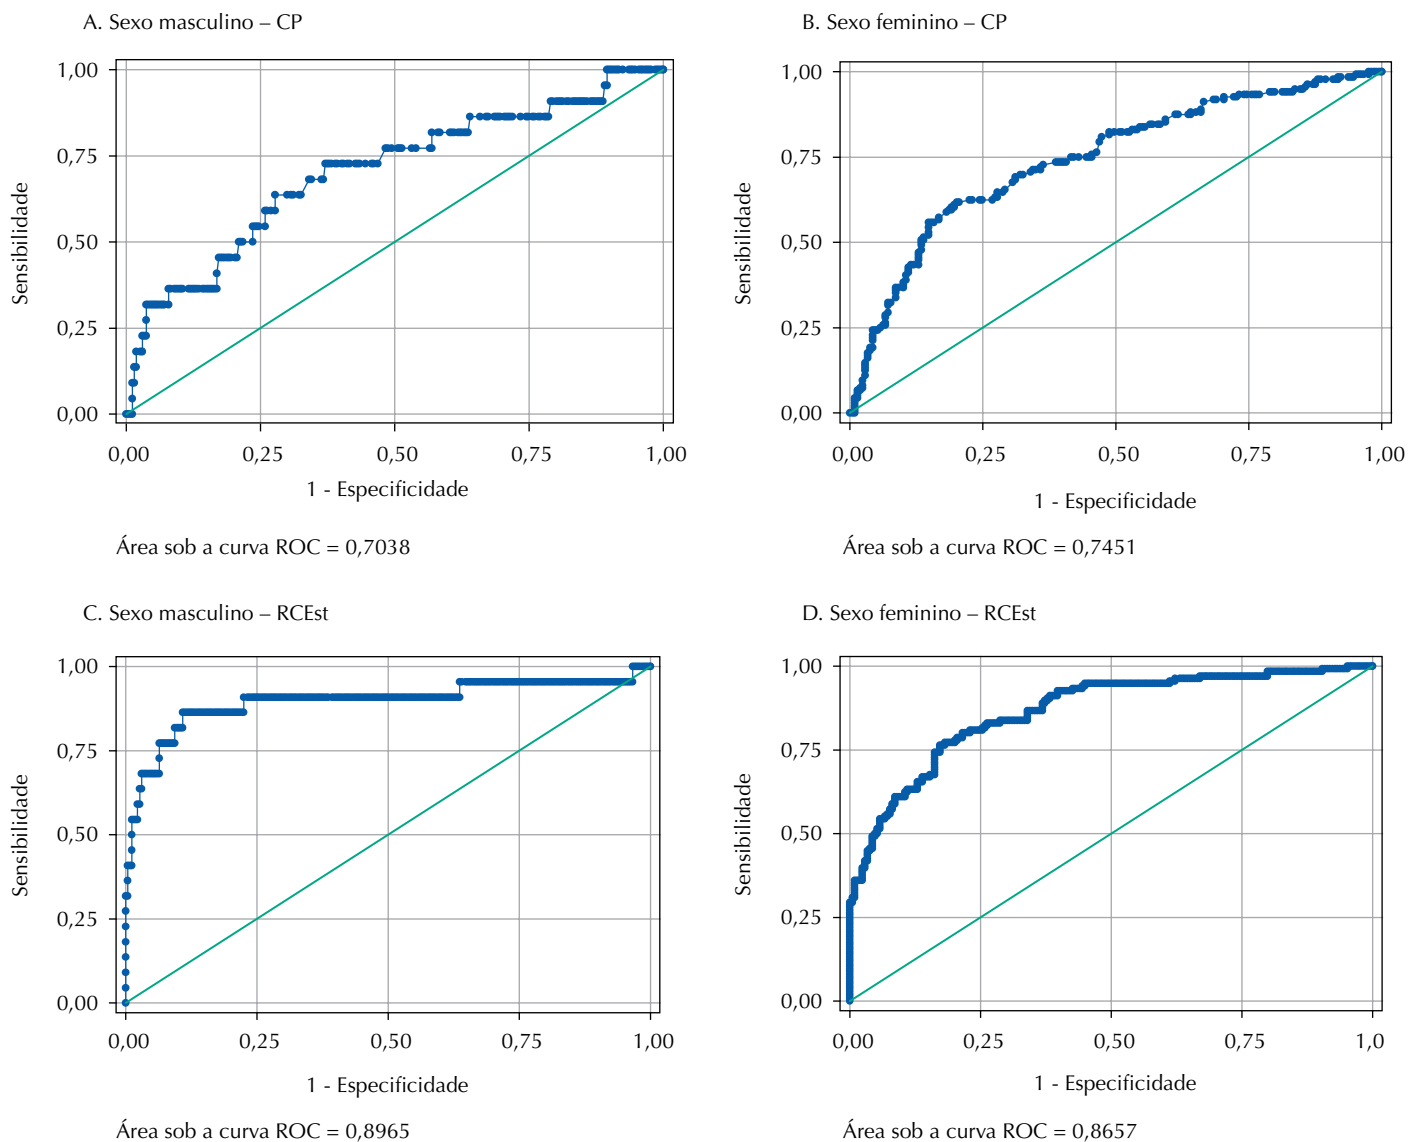 A. Sexo masculino – CP
Sensibilidade
1,00
0,75
0,50
0,25
0,00
0,00 0,25 0,50 0,75 1,00
1 - Especificidade
Área sob a curva ROC = 0,7038
B. Sexo feminino – CP
Sensibilidade
1,00
0,75
0,50
0,25
0,00
0,00 0,25 0,50 0,75 1,00
1 - Especificidade
Área sob a curva ROC = 0,7451
C. Sexo masculino – RCEst
Sensibilidade
1,00
0,75
0,50
0,25
0,00
0,00 0,25 0,50 0,75 1,00
1 - Especificidade
Área sob a curva ROC = 0,8965
D. Sexo feminino – RCEst
Sensibilidade
1,00
0,75
0,50
0,25
0,00
0,00 0,25 0,50 0,75 1,0
1 - Especificidade
Área sob a curva ROC = 0,8657